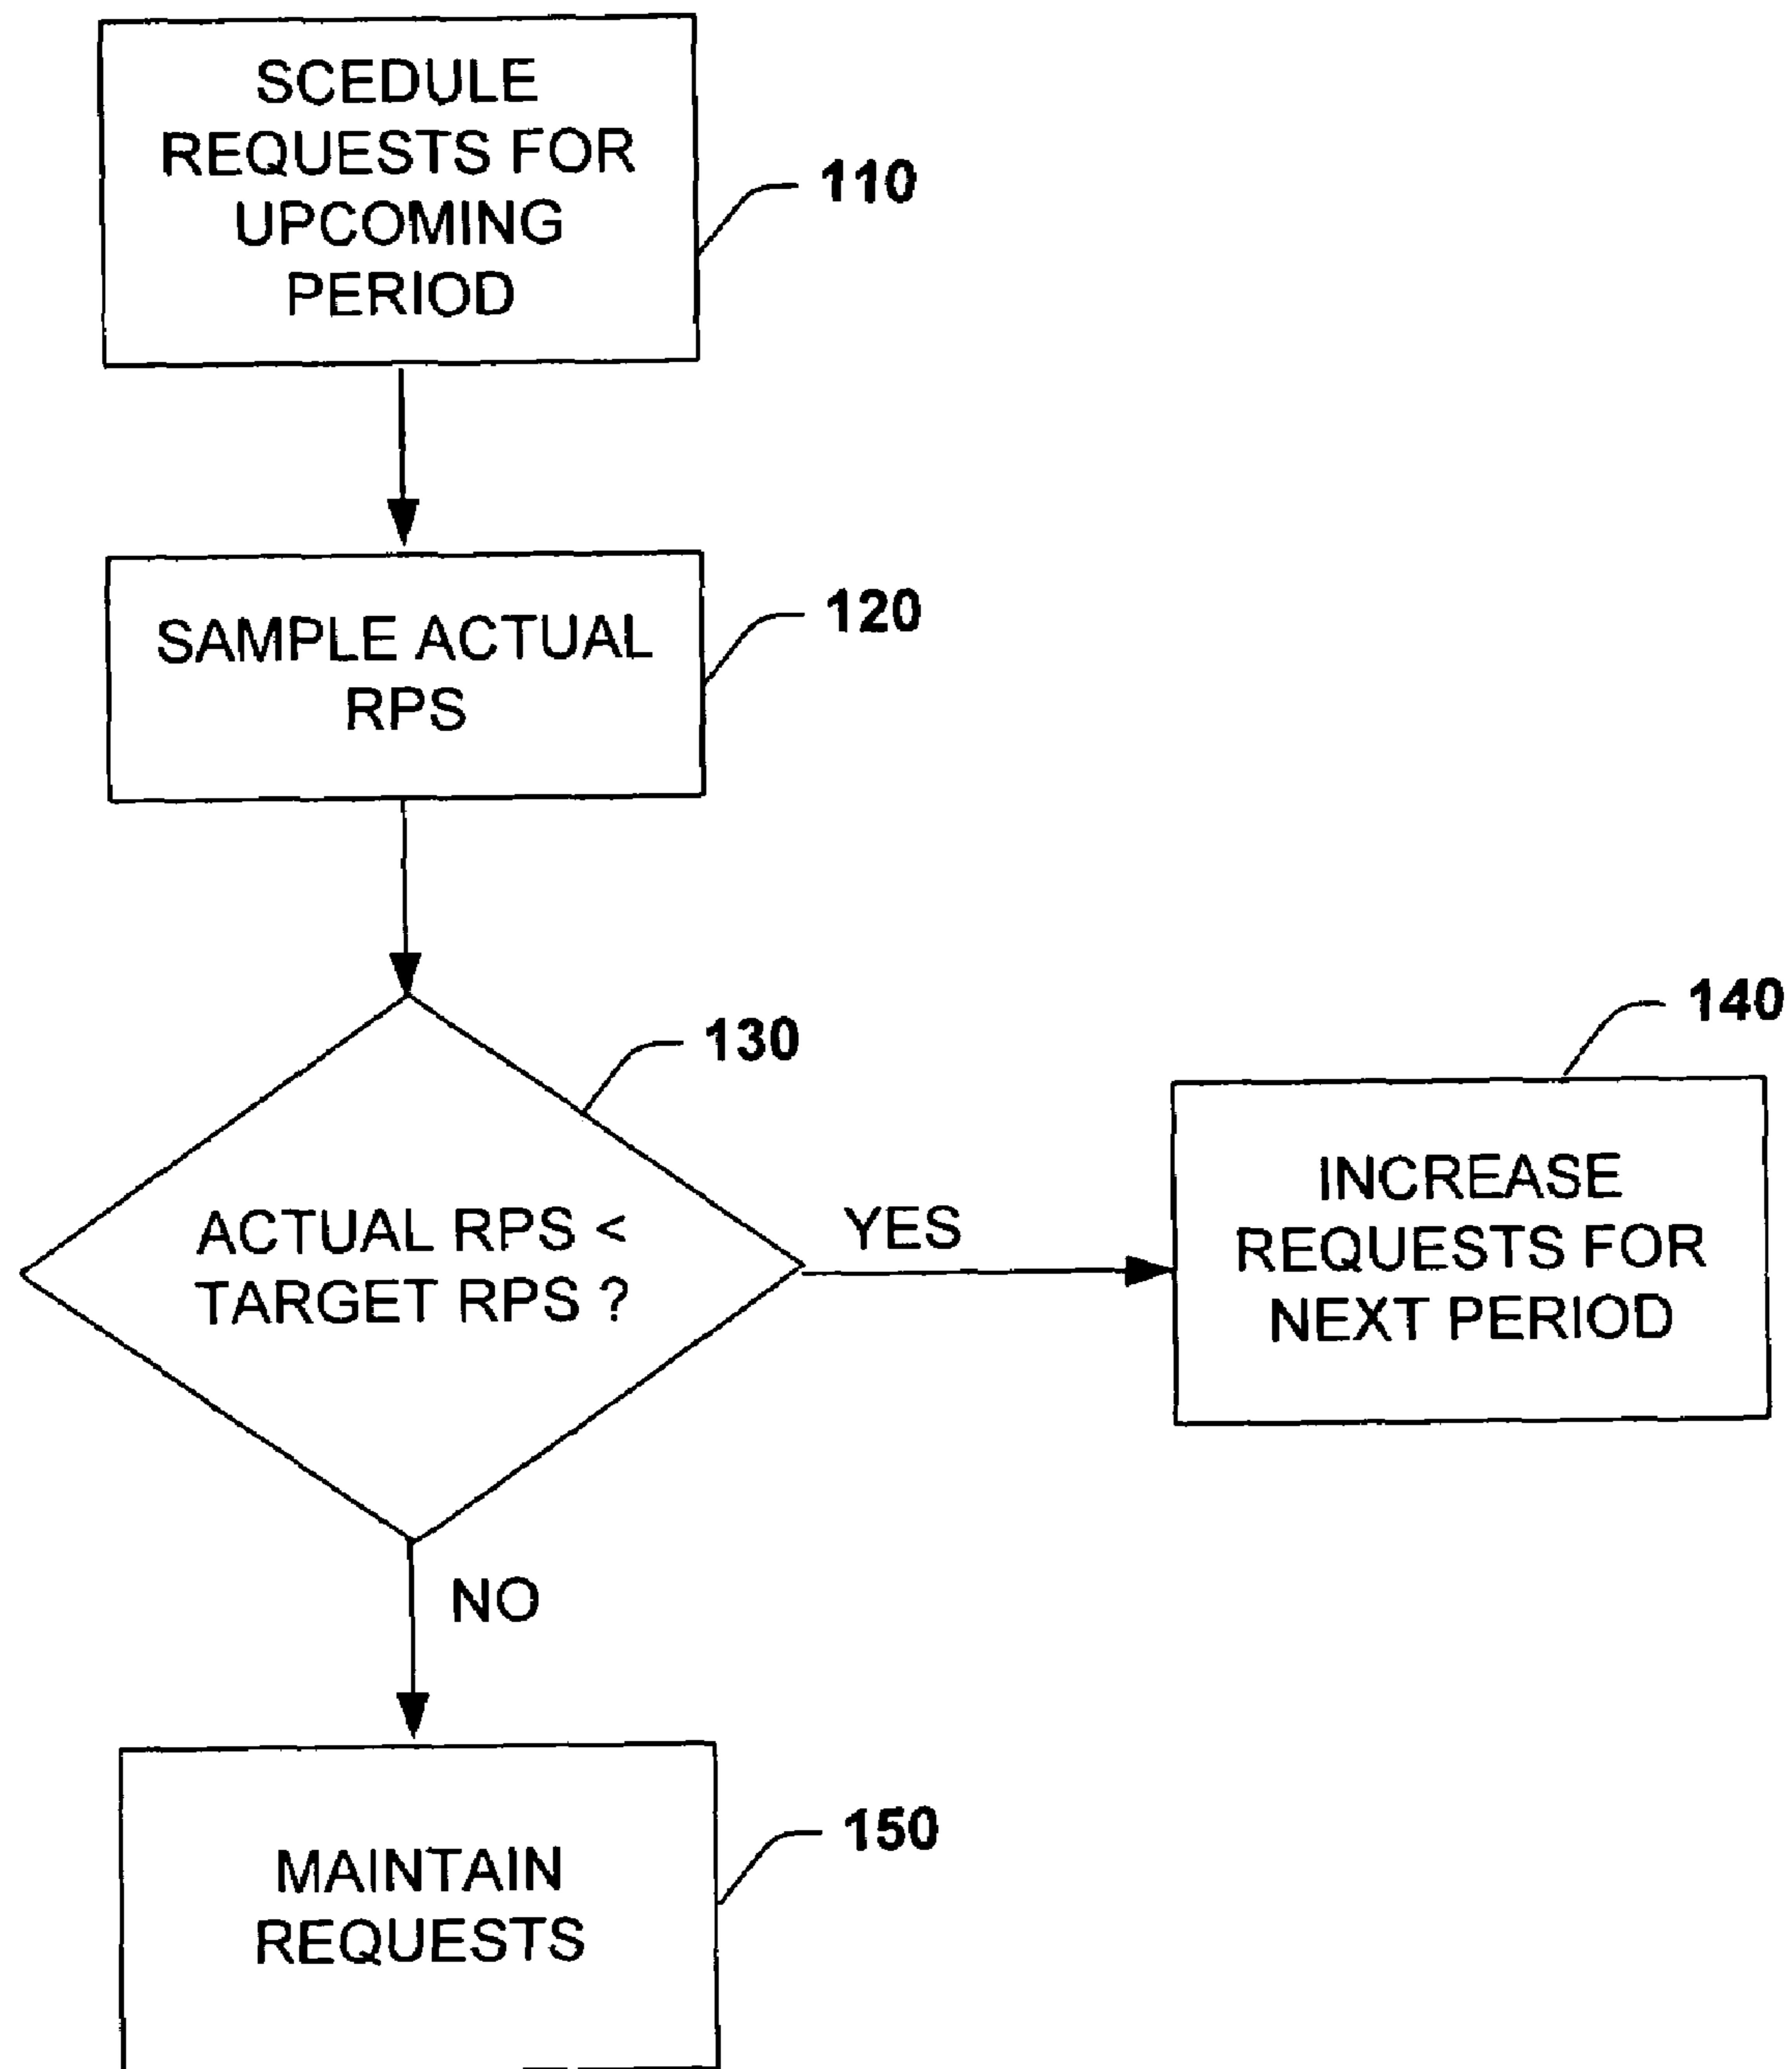 SCEDULE
REQUESTS FOR
UPCOMING
PERIOD
110
SAMPLE ACTUAL
RPS
120
130
ACTUAL RPS <
TARGET RPS ?
YES
140
INCREASE
REQUESTS FOR
NEXT PERIOD
NO
MAINTAIN
REQUESTS
150